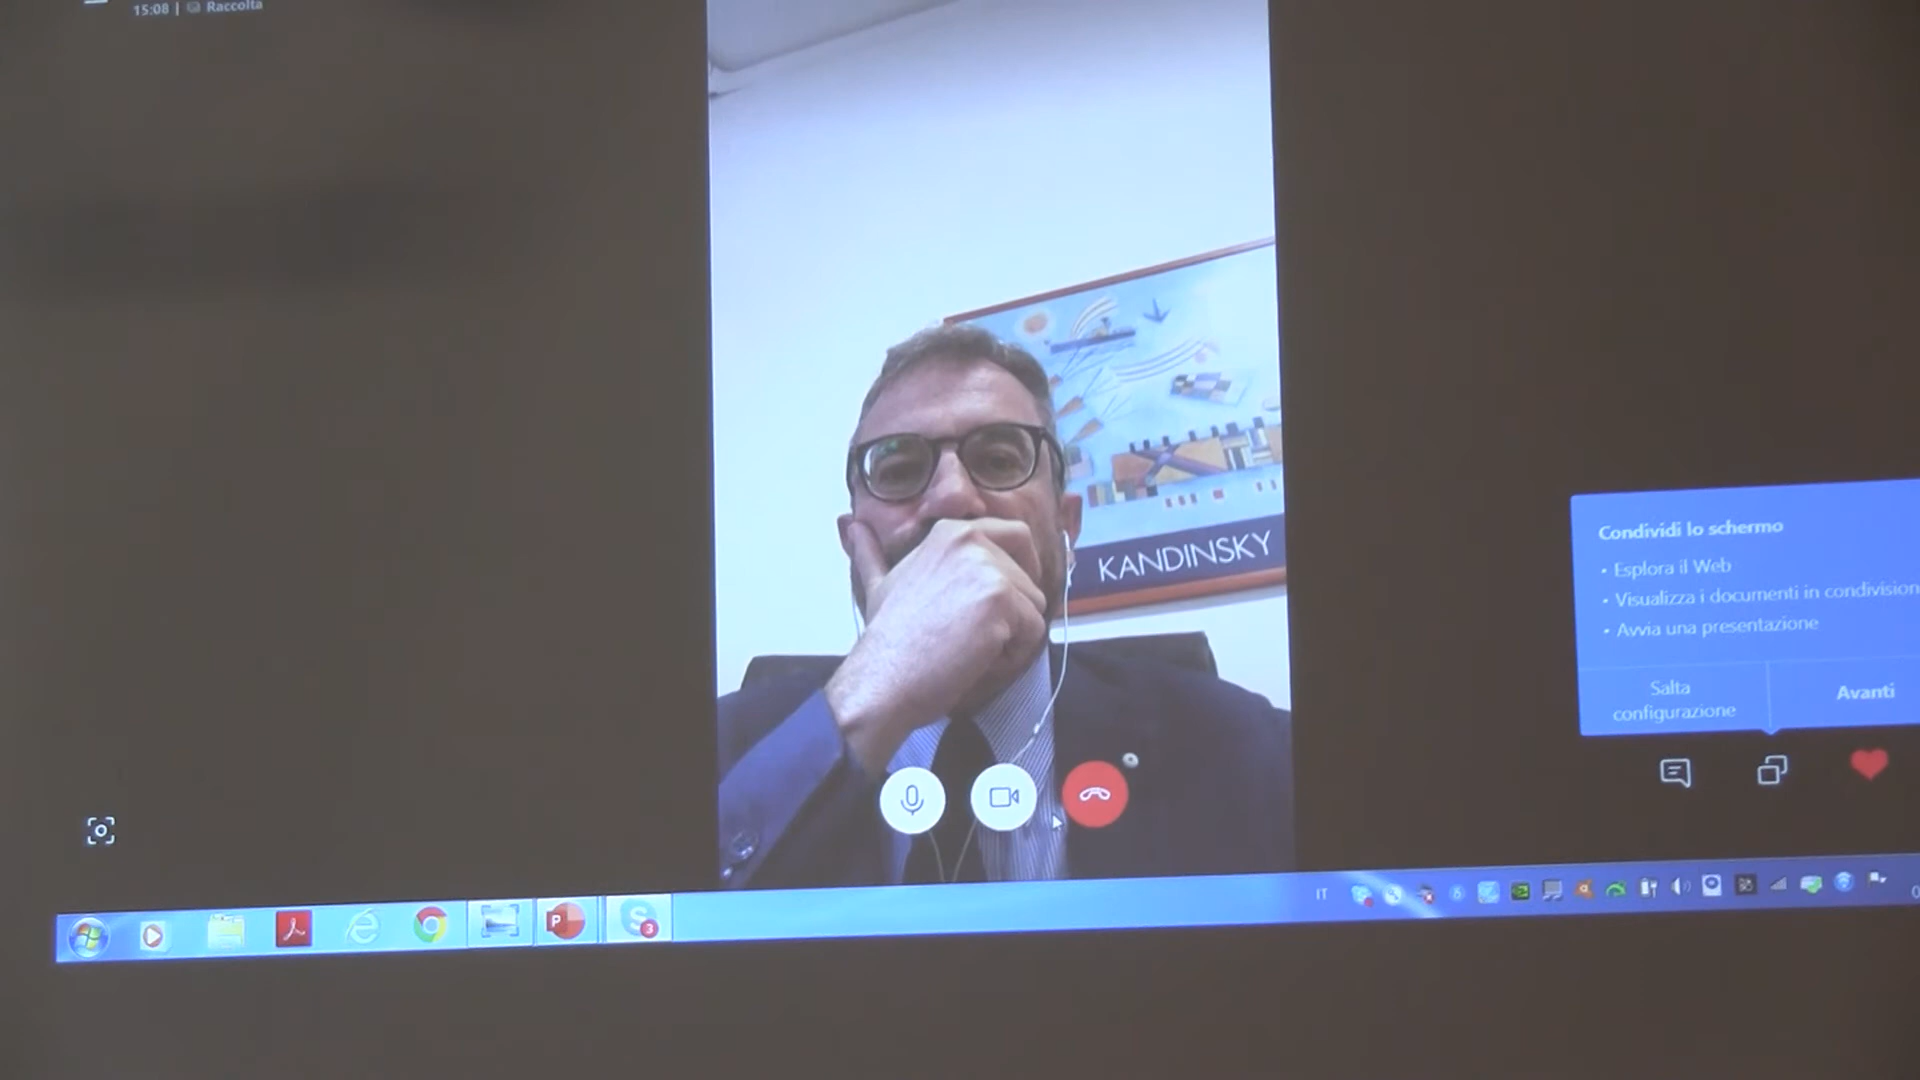 15:08 | Raccolta
KANDINSKY
Condividi lo schermo
• Esplora il Web
• Visualizza i documenti in condivision
• Avvia una presentazione
Salta
configurazione
Avanti
IT